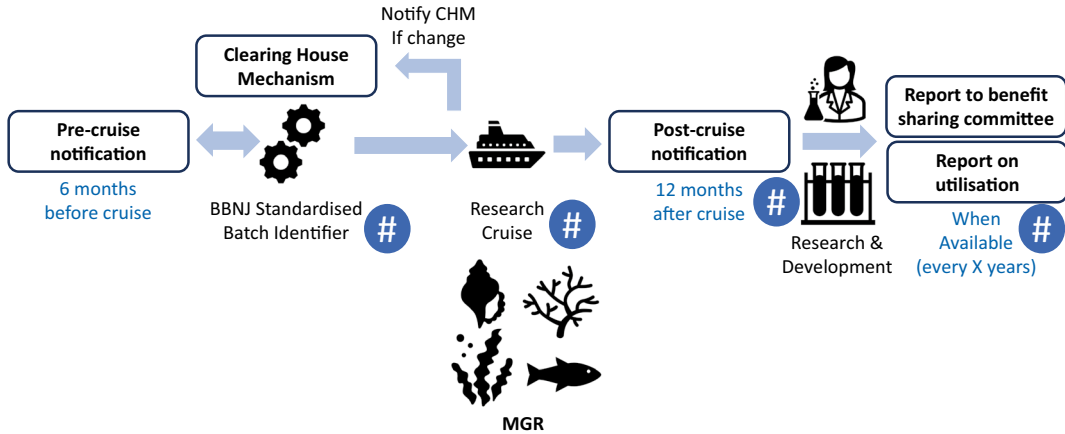 Notify CHM
If change
Clearing House
Mechanism
Pre-cruise
notification
6 months
before cruise
BBNJ Standardised
Batch Identifier
#
Research
Cruise
#
MGR
Post-cruise
notification
12 months
after cruise
#
Research &
Development
Report to benefit
sharing committee
Report on
utilisation
When
Available
(every X years)
#